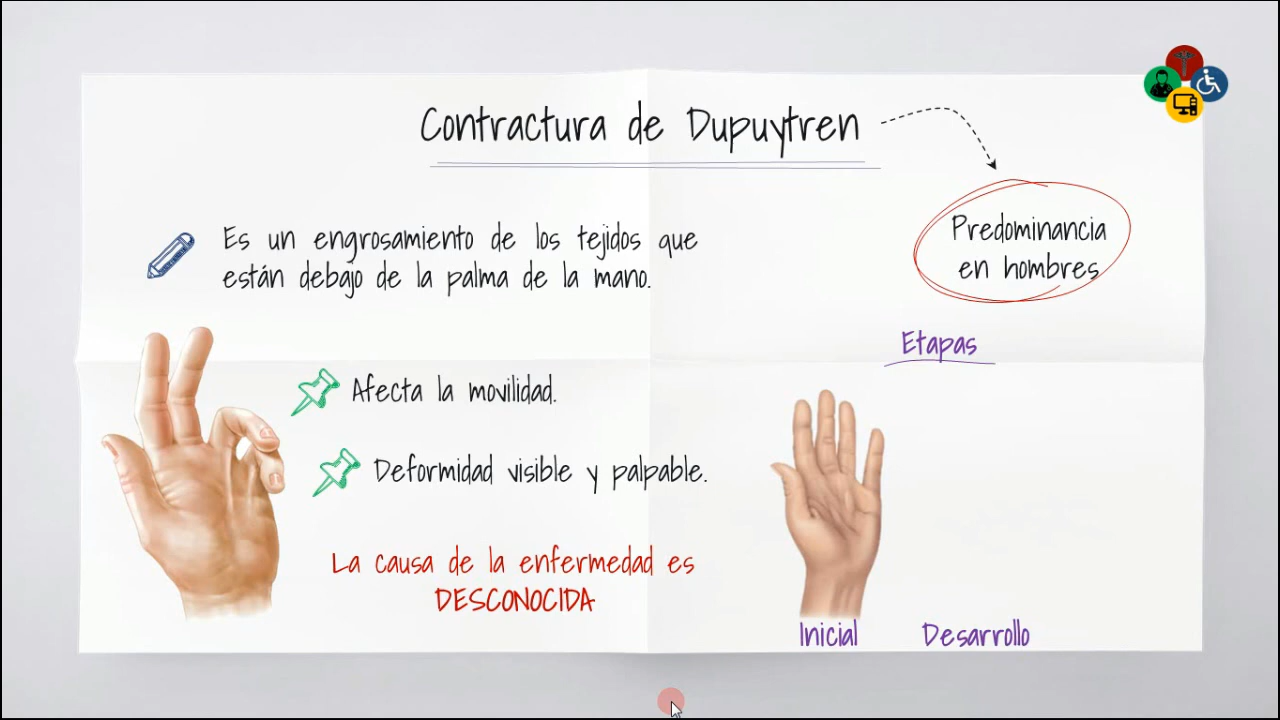 Contractura de Dupuytren
Es un engrosamiento de los tejidos que
están debajo de la palma de la mano.
Predominancia
en hombres
Afecta la movilidad.
Deformidad visible y palpable.
La causa de la enfermedad es
DESCONOCIDA
Etapas
Inicial
Desarrollo